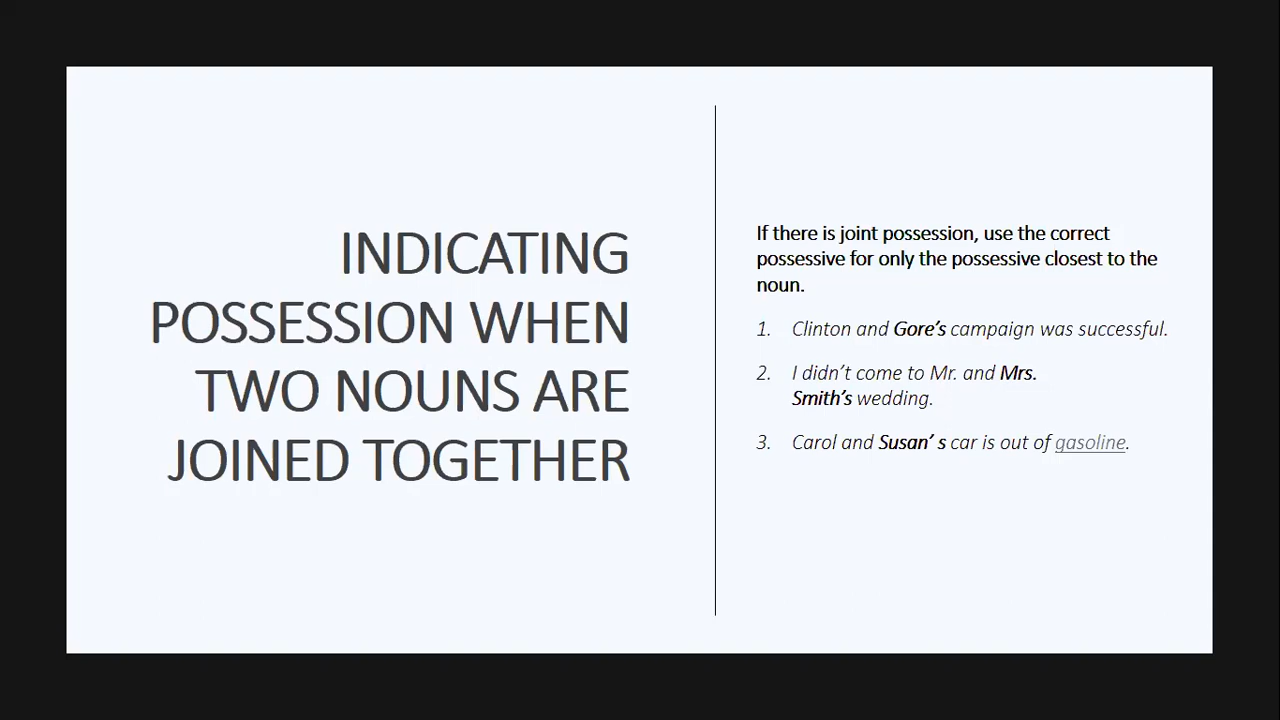 INDICATING
POSSESSION WHEN
TWO NOUNS ARE
JOINED TOGETHER
If there is joint possession, use the correct
possessive for only the possessive closest to the
noun.
1. Clinton and Gore’s campaign was successful.
2. I didn’t come to Mr. and Mrs.
Smith’s wedding.
3. Carol and Susan’ s car is out of gasoline.